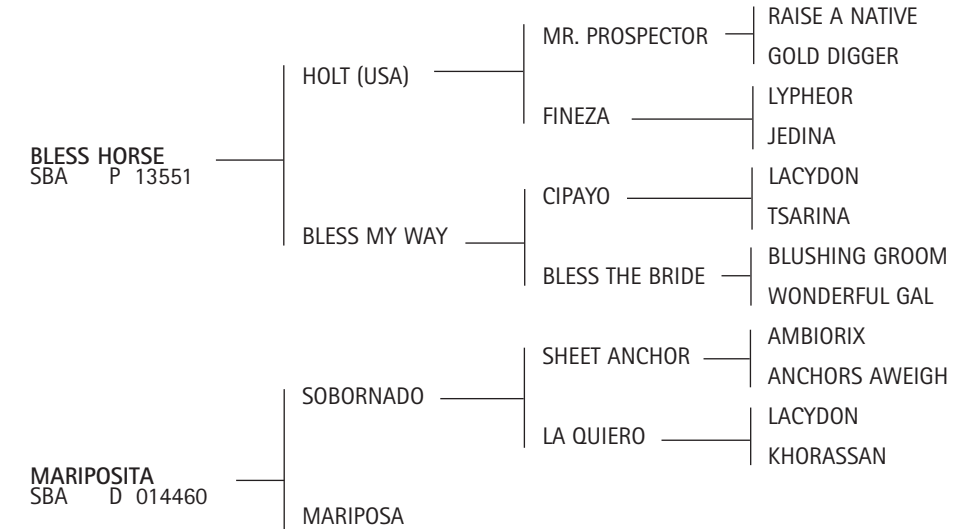 RAISE A NATIVE
MR. PROSPECTOR
GOLD DIGGER
HOLT (USA)
LYPHEOR
FINEZA
JEDINA
BLESS HORSE
SBA P 13551
LACYDON
CIPAYO
TSARINA
BLESS MY WAY
BLUSHING GROOM
BLESS THE BRIDE
WONDERFUL GAL
AMBIORIX
SHEET ANCHOR
ANCHORS AWEIGH
SOBORNADO
LACYDON
LA QUIERO
KHORASSAN
MARIPOSITA
SBA D 014460
MARIPOSA